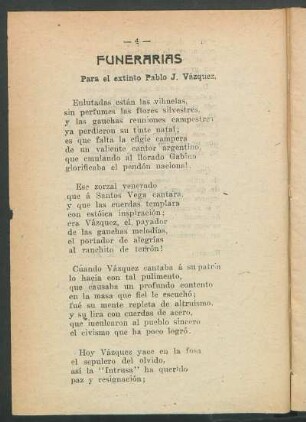 — 4 —
FUNERARIAS
Para el extinto Pablo J. Vázquez.
Enlutadas están las vihuelas,
sin perfumes las flores silvestres,
y las gauchas reuniones campestres
ya perdieron su tinte natal;
es que falta la efigie campera
de un valiente cantor argentino,
que emulando al llorado Gabino
glorificaba el pendón nacional.
Ese zorzal venerado
que á Santos Vega cantara,
y que las cuerdas templara
con estóica inspiración;
era Vázquez, el payador
de las gauchas melodías,
el portador de alegrías
al ranchito de terrón!
Cuando Vázquez cantaba á su patria
lo hacía con tal pulimento,
que causaba un profundo contento
en la masa que fiel le escuchó
fué su mente repleta de altruismo,
y su lira con cuerdas de acero,
que inculcaron al pueblo sincero
el civismo que ha poco logró.
Hoy Vázquez yace en la fosa
el sepulcro del olvido,
así la "Intrusa" ha querido
paz y resignación;